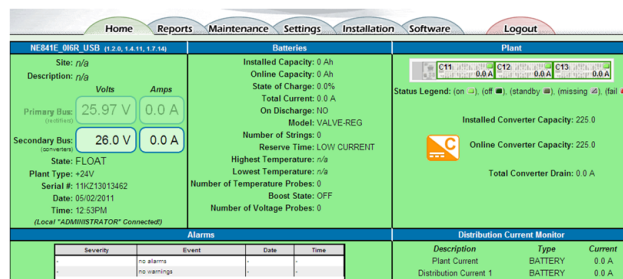 Home Reports Maintenance Settings Installation Software Logout
NE841E_0I6R_USB (1.2.0, 1.4.11, 1.7.14)
Site: n/a
Description: n/a
Volts Amps
Primary Bus: 25.97 V 0.0 A
(rectifiers)
Secondary Bus: 26.0 V 0.0 A
(converters)
State: FLOAT
Plant Type: +24V
Serial #: 11KZ13013462
Date: 05/02/2011
Time: 12:53PM
(Local "ADMINISTRATOR" Connected)
Batteries
Installed Capacity: 0 Ah
Online Capacity: 0 Ah
State of Charge: 0.0%
Total Current: 0.0 A
On Discharge: NO
Model: VALVE-REG
Number of Strings: 0
Reserve Time: LOW CURRENT
Highest Temperature: n/a
Lowest Temperature: n/a
Number of Temperature Probes: 0
Boost State: OFF
Number of Voltage Probes: 0
Plant
C11 C12 C13
0.0 A 0.0 A 0.0 A
Status Legend: (on ), (off ), (standby ), (missing ), (fail
Installed Converter Capacity: 225.0
Online Converter Capacity: 225.0
Total Converter Drain: 0.0 A
C
Alarms
Severity Event Date Time
- no alarms - -
- no warnings - -
Distribution Current Monitor
Description Type Current
Plant Current BATTERY 0.0 A
Distribution Current 1 BATTERY 0.0 A